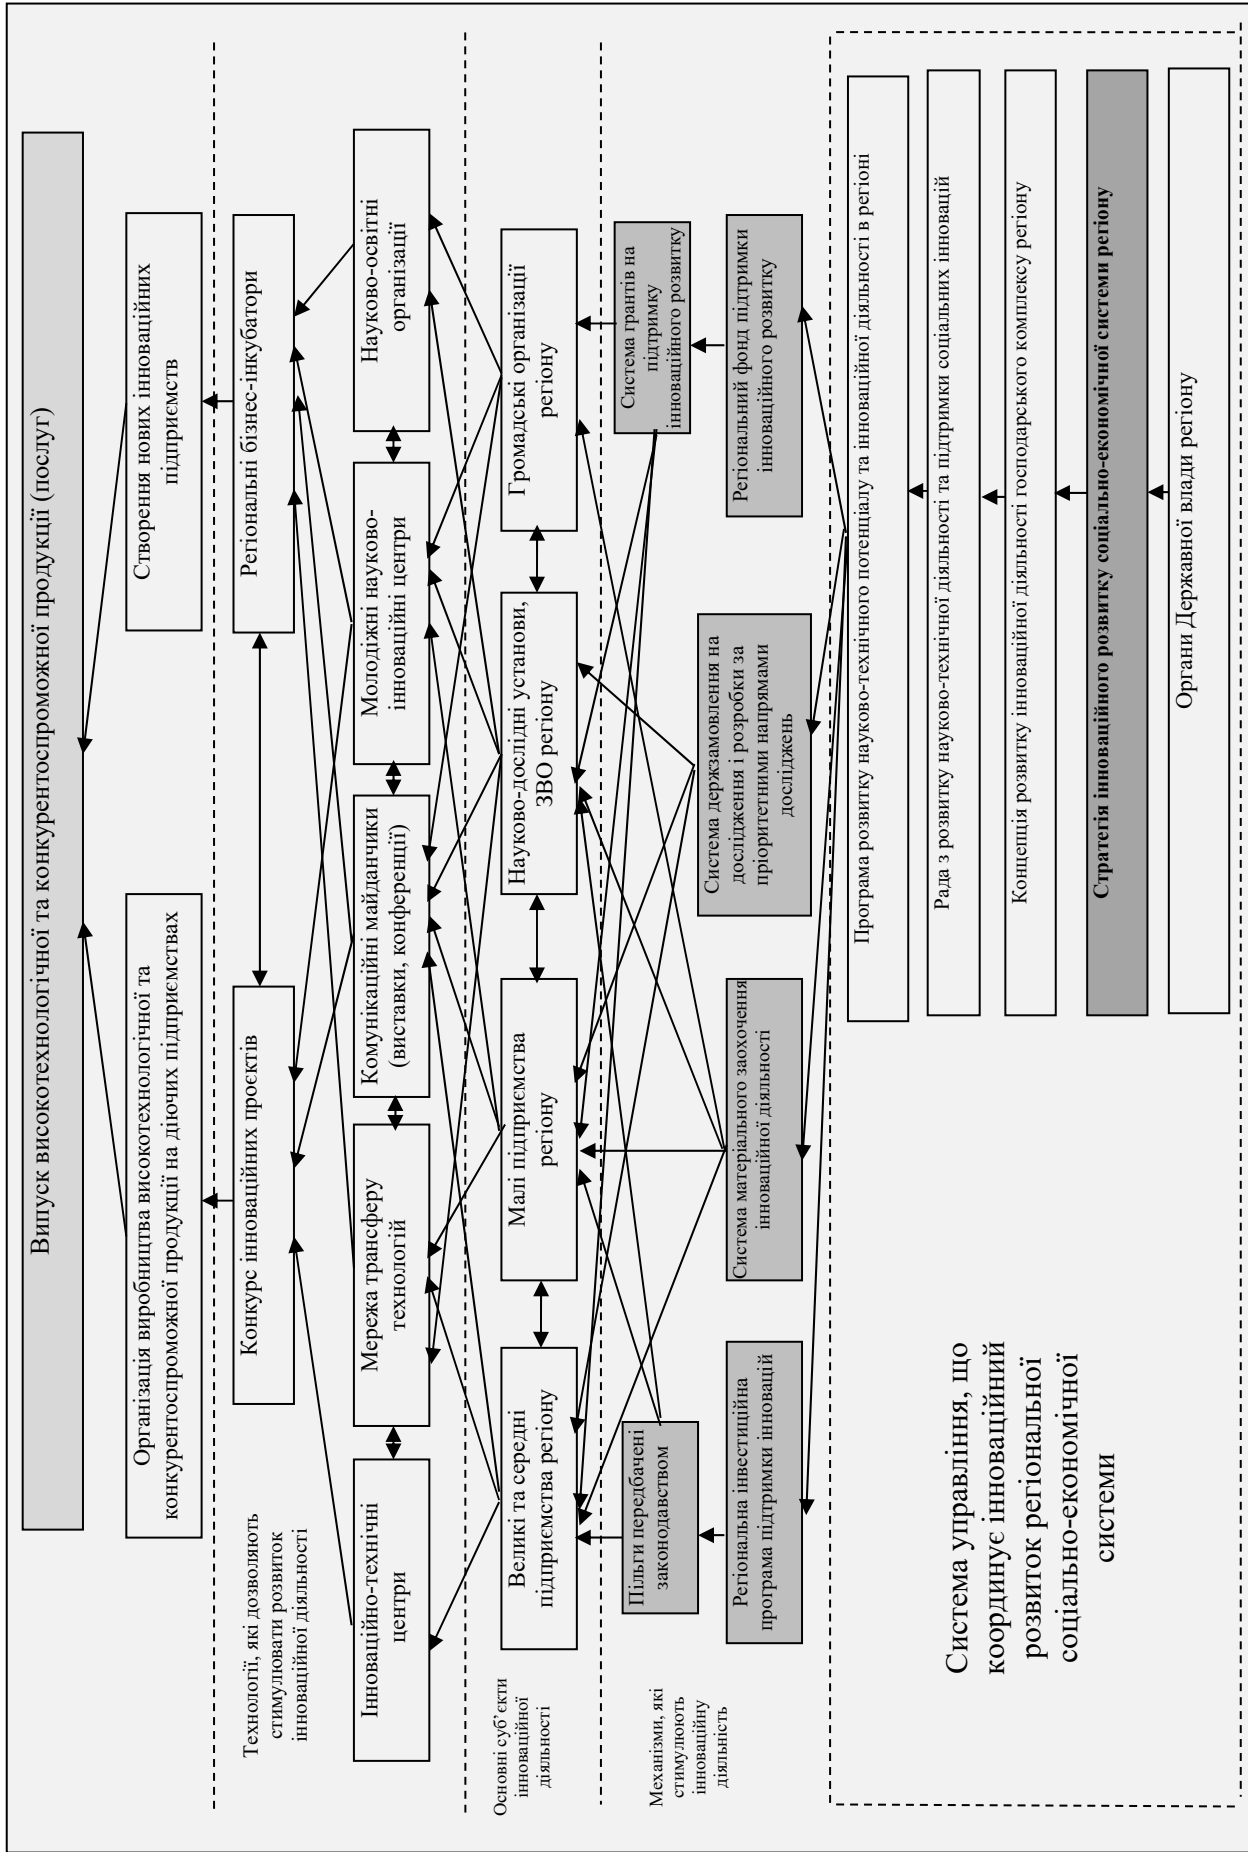 Випуск високотехнологічної та конкурентоспроможної продукції (послуг)
Організація виробництва високотехнологічної та
конкурентоспроможної продукції на діючих підприємствах
Створення нових інноваційних
підприємств
Технології, які дозволяють
стимулювати розвиток
інноваційної діяльності
Конкурс інноваційних проєктів
Регіональні бізнес-інкубатори
Інноваційно-технічні
центри
Мережа трансферу
технологій
Комунікаційні майданчики
(виставки, конференції)
Молодіжні науково-
інноваційні центри
Науково-освітні
організації
Основні суб’єкти
інноваційної
діяльності
Великі та середні
підприємства регіону
Малі підприємства
регіону
Науково-дослідні установи,
ЗВО регіону
Громадські організації
регіону
Механізми, які
стимулюють
інноваційну
діяльність
Пільги передбачені
законодавством
Система грантів на
підтримку
інноваційного розвитку
Регіональна інвестиційна
програма підтримки інновацій
Система матеріального заохочення
інноваційної діяльності
Система держзамовлення на
дослідження і розробки за
пріоритетними напрямами
досліджень
Регіональний фонд підтримки
інноваційного розвитку
Система управління, що
координує інноваційний
розвиток регіональної
соціально-економічної
системи
Програма розвитку науково-технічного потенціалу та інноваційної діяльності в регіоні
Рада з розвитку науково-технічної діяльності та підтримки соціальних інновацій
Концепція розвитку інноваційної діяльності господарського комплексу регіону
Стратегія інноваційного розвитку соціально-економічної системи регіону
Органи Державної влади регіону